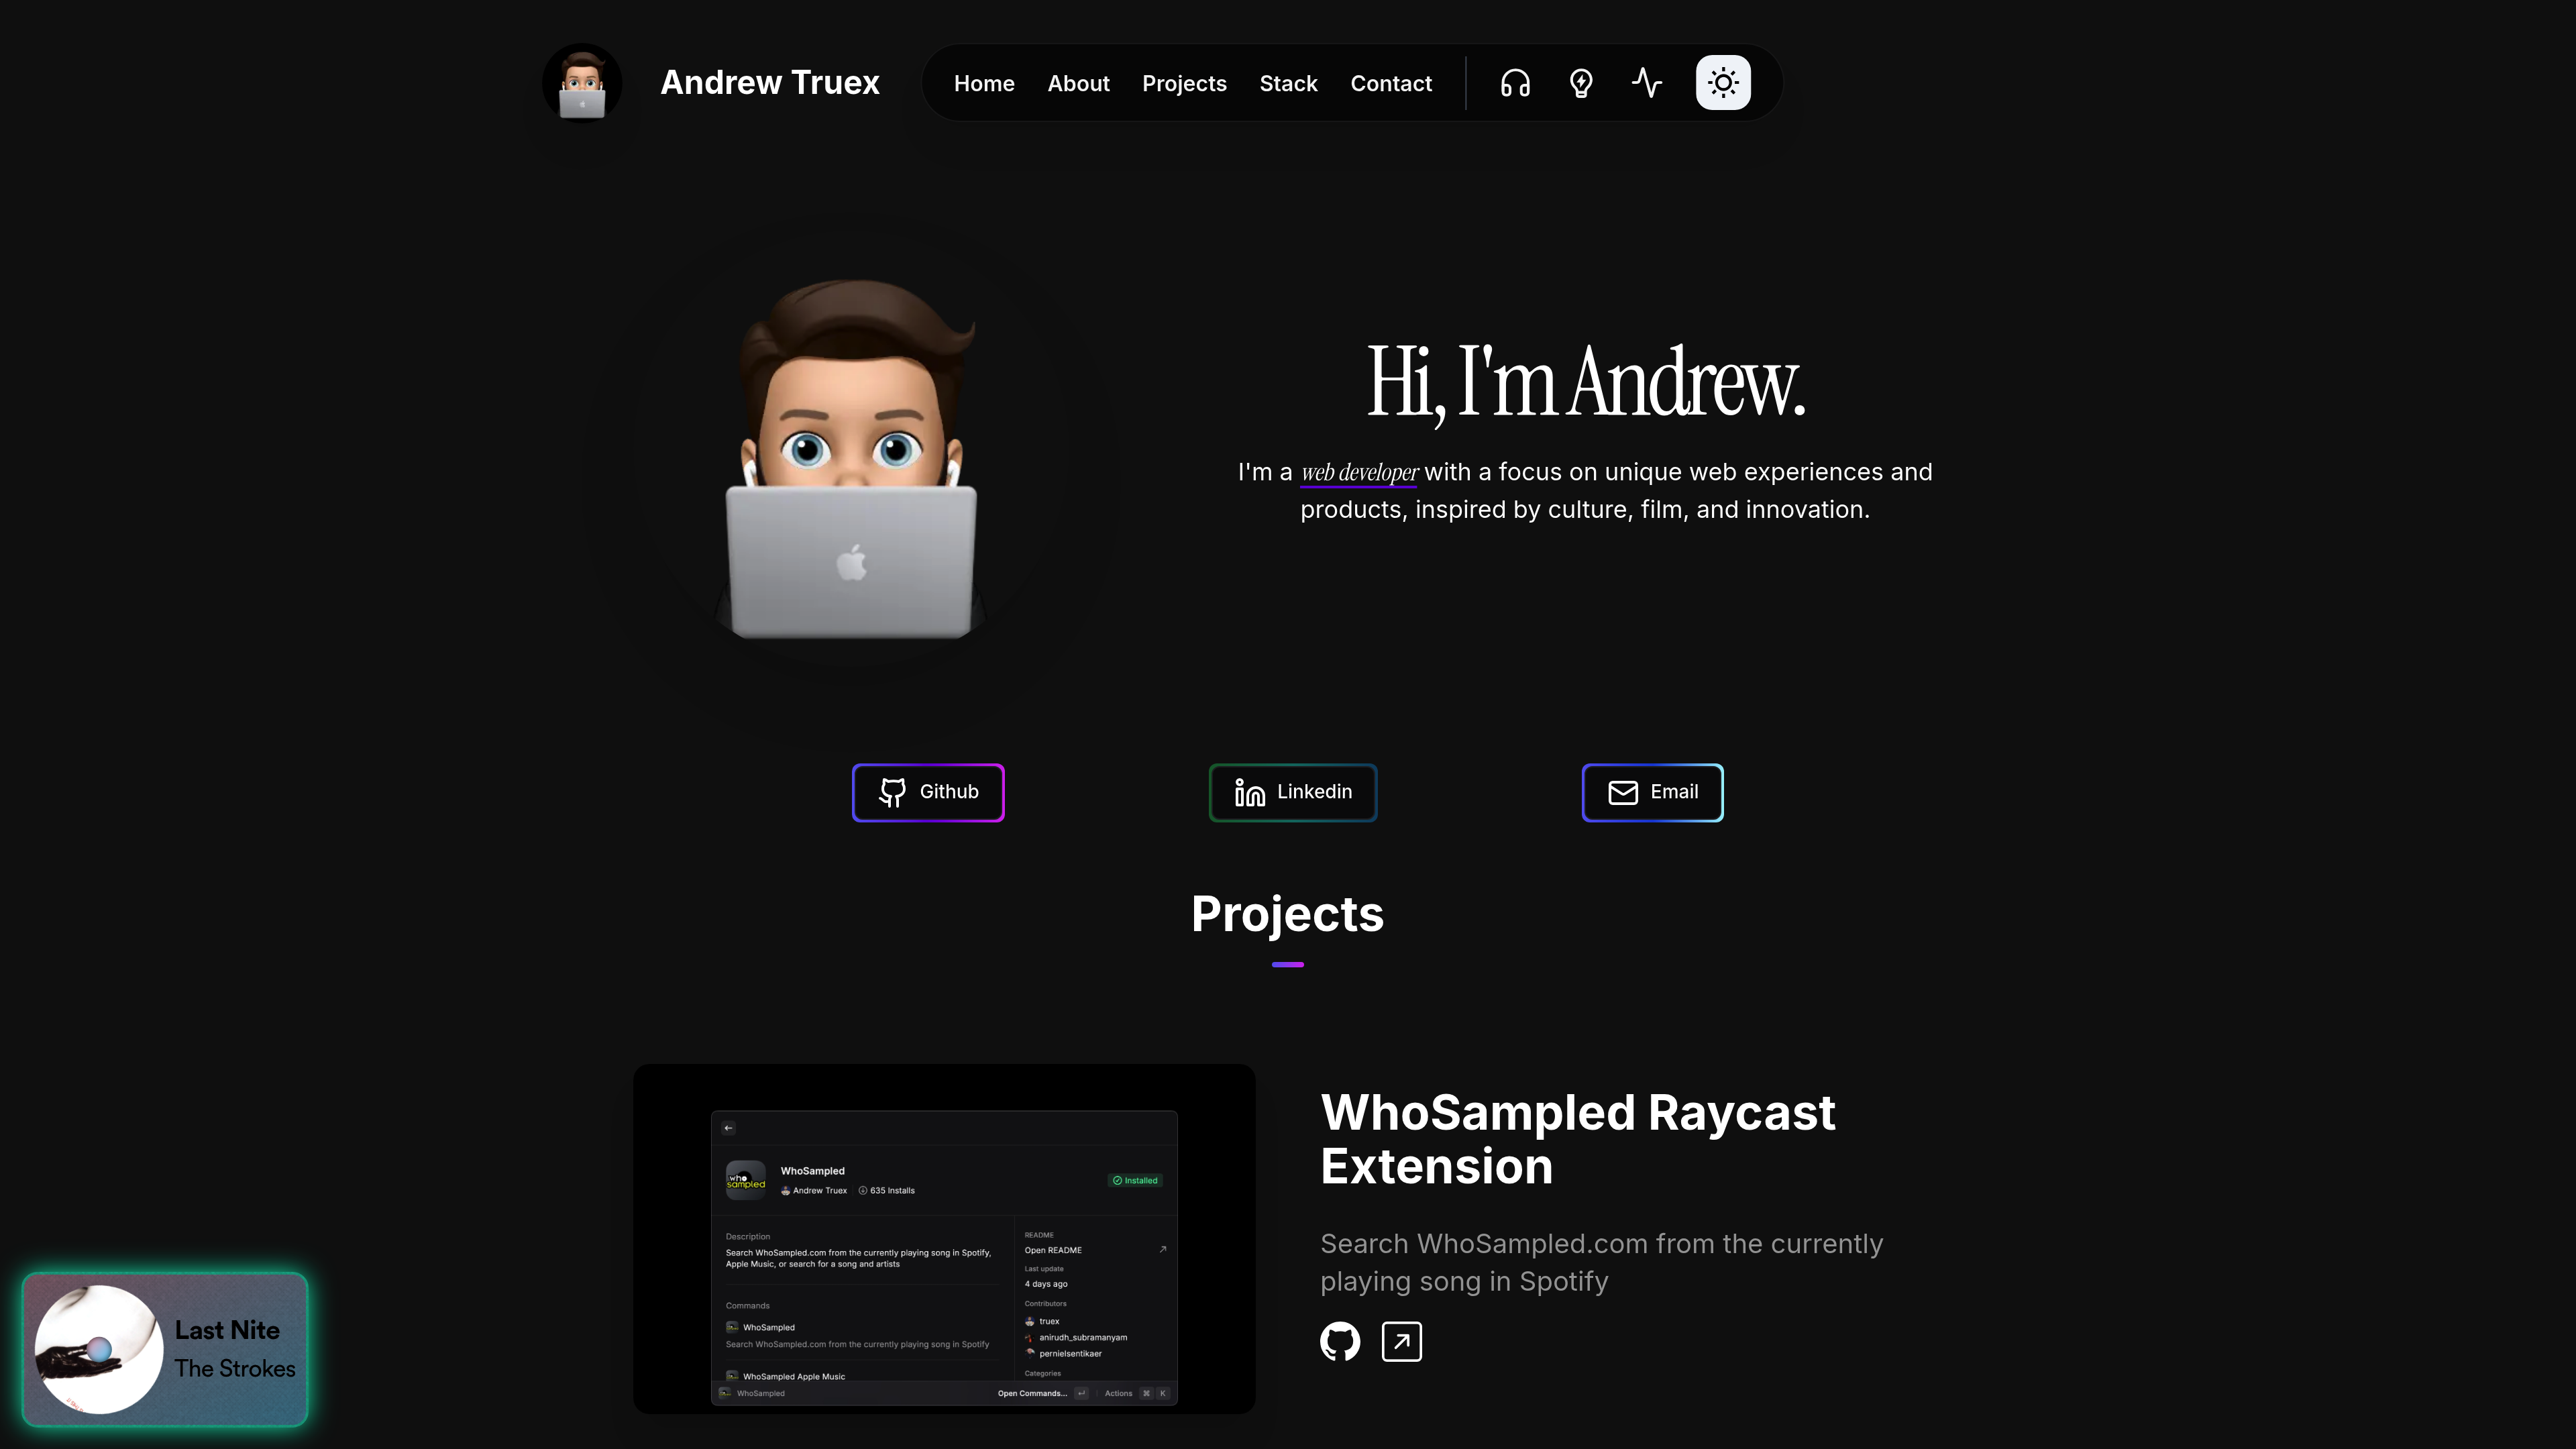 Andrew Truex
Home About Projects Stack Contact
Hi, I'm Andrew.
I'm a web developer with a focus on unique web experiences and
products, inspired by culture, film, and innovation.
Github
Linkedin
Email
Projects
who
sampled
WhoSampled
Andrew Truex 635 Installs
Installed
Description
Search WhoSampled.com from the currently playing song in Spotify,
Apple Music, or search for a song and artists
Commands
WhoSampled
Search WhoSampled.com from the currently playing song in Spotify
WhoSampled Apple Music
README
Open README
Last update
4 days ago
Contributors
truex
anirudh_subramanyam
pernielsentikaer
Categories
WhoSampled
Open Commands... ↵ Actions ⌘ K
WhoSampled Raycast
Extension
Search WhoSampled.com from the currently
playing song in Spotify
Last Nite
The Strokes